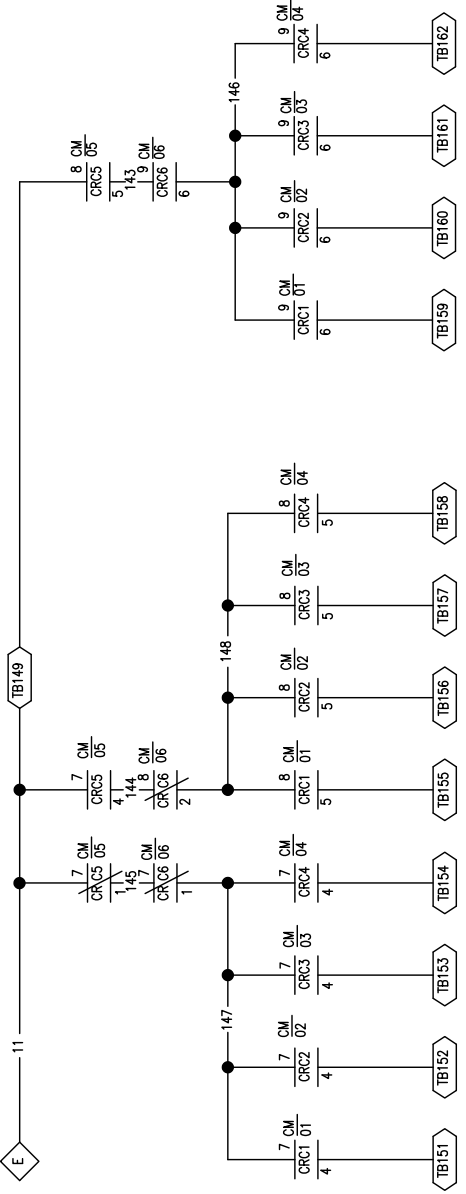 E
11
TB149
8 CM 05
CRC5
5
143
9 CM 06
CRC6
6
146
9 CM 04
CRC4
6
TB162
9 CM 03
CRC3
6
TB161
9 CM 02
CRC2
6
TB160
9 CM 01
CRC1
6
TB159
7 CM 05
CRC5
4
144
8 CM 06
CRC6
2
148
8 CM 04
CRC4
5
TB158
8 CM 03
CRC3
5
TB157
8 CM 02
CRC2
5
TB156
8 CM 01
CRC1
5
TB155
7 CM 05
CRC5
1
145
7 CM 06
CRC6
1
147
7 CM 04
CRC4
4
TB154
7 CM 03
CRC3
4
TB153
7 CM 02
CRC2
4
TB152
7 CM 01
CRC1
4
TB151